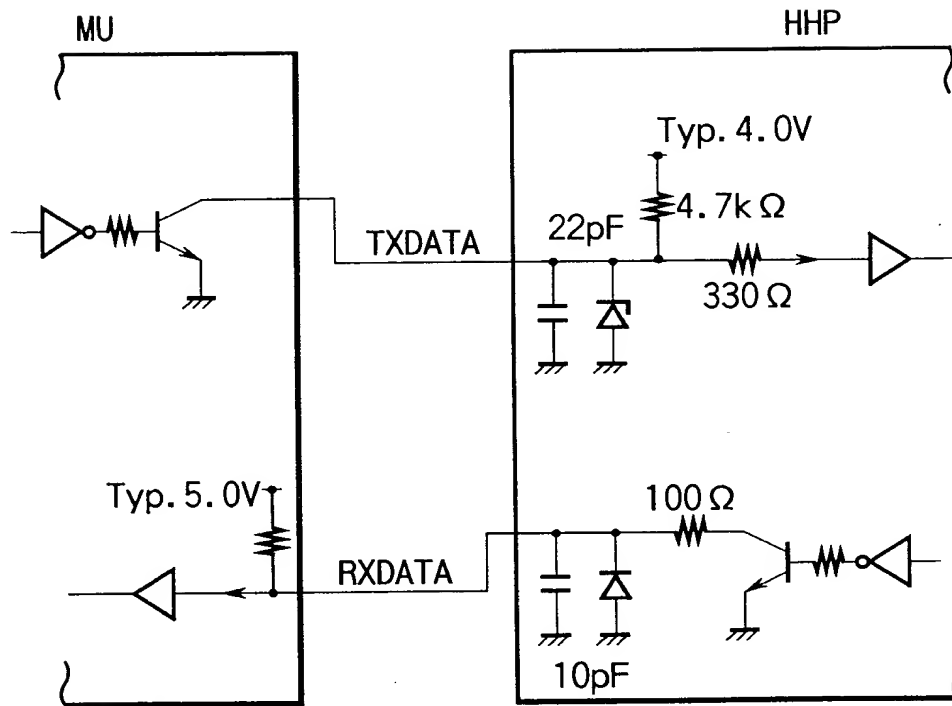 MU
HHP
Typ. 4.0V
4.7kΩ
22pF
TXDATA
330Ω
Typ. 5.0V
100Ω
RXDATA
10pF